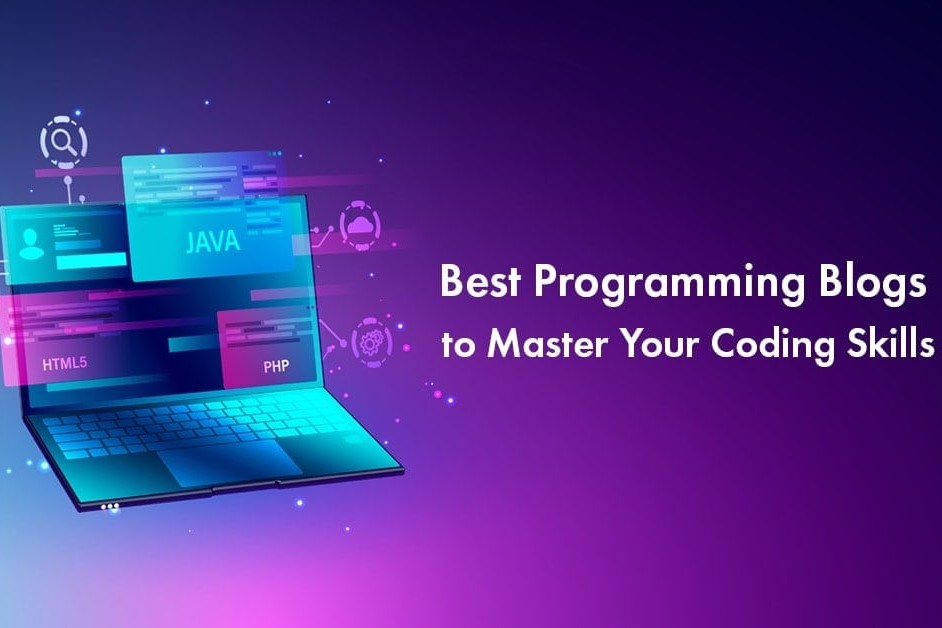 JAVA
HTML5
PHP
Best Programming Blogs
to Master Your Coding Skills